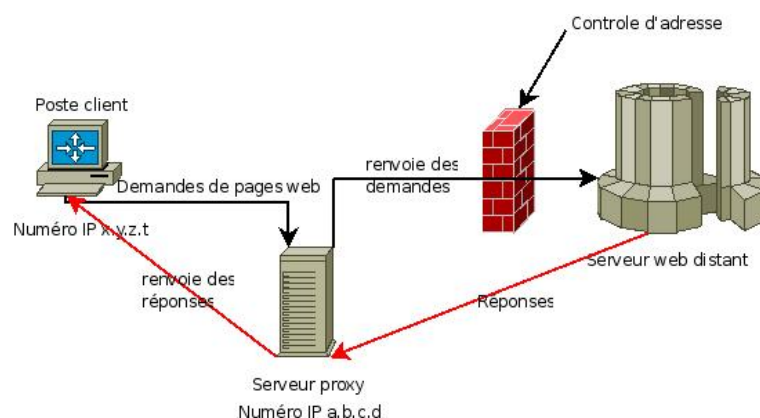 Controle d'adresse
Poste client
renvoie des
demandes
Demandes de pages web
Numéro IP x.y.z.t
Serveur web distant
renvoie des
réponses
Réponses
Serveur proxy
Numéro IP a.b.c.d